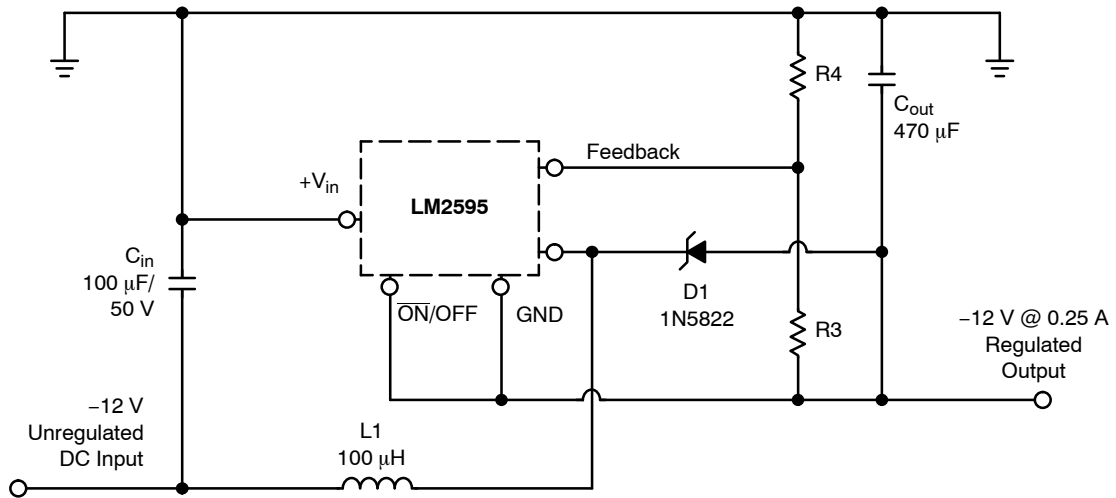 R4
C_out
470 μF
Feedback
+V_in
LM2595
C_in
100 μF/
50 V
ON/OFF
GND
D1
1N5822
R3
–12 V @ 0.25 A
Regulated
Output
–12 V
Unregulated
DC Input
L1
100 μH